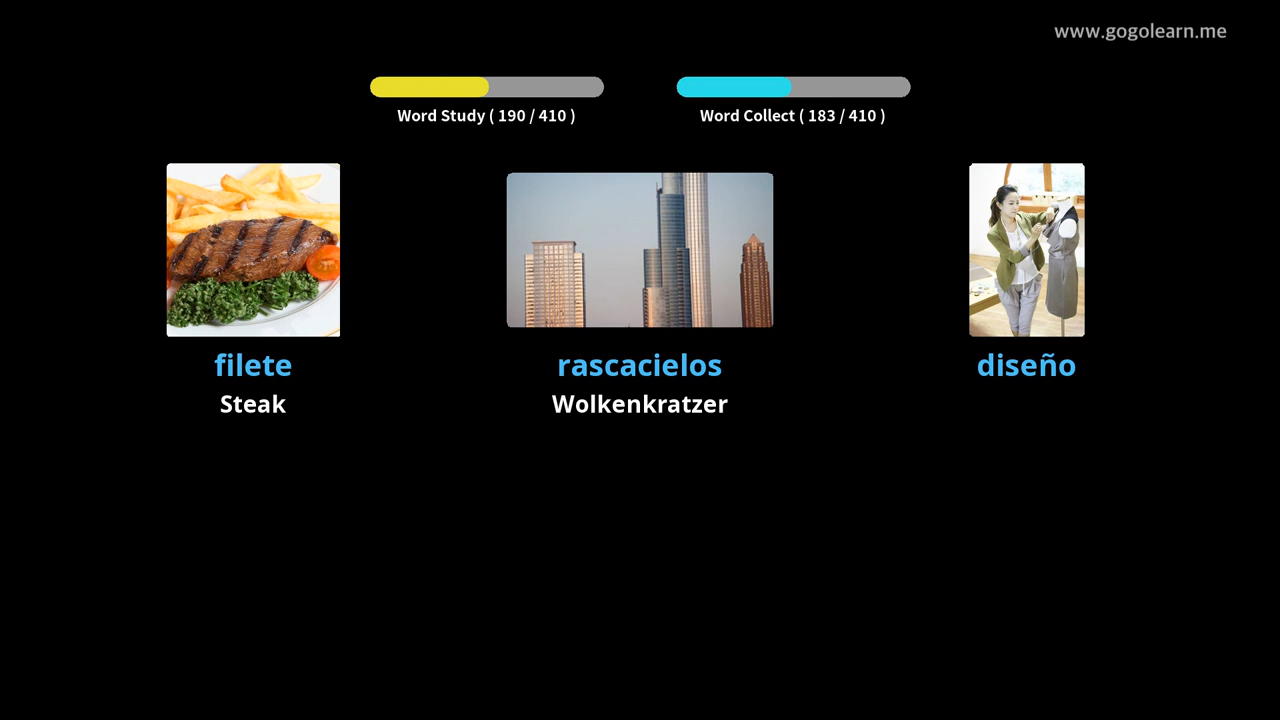 www.gogolearn.me
Word Study ( 190 / 410 )
Word Collect ( 183 / 410 )
filete
rascacielos
diseño
Steak
Wolkenkratzer